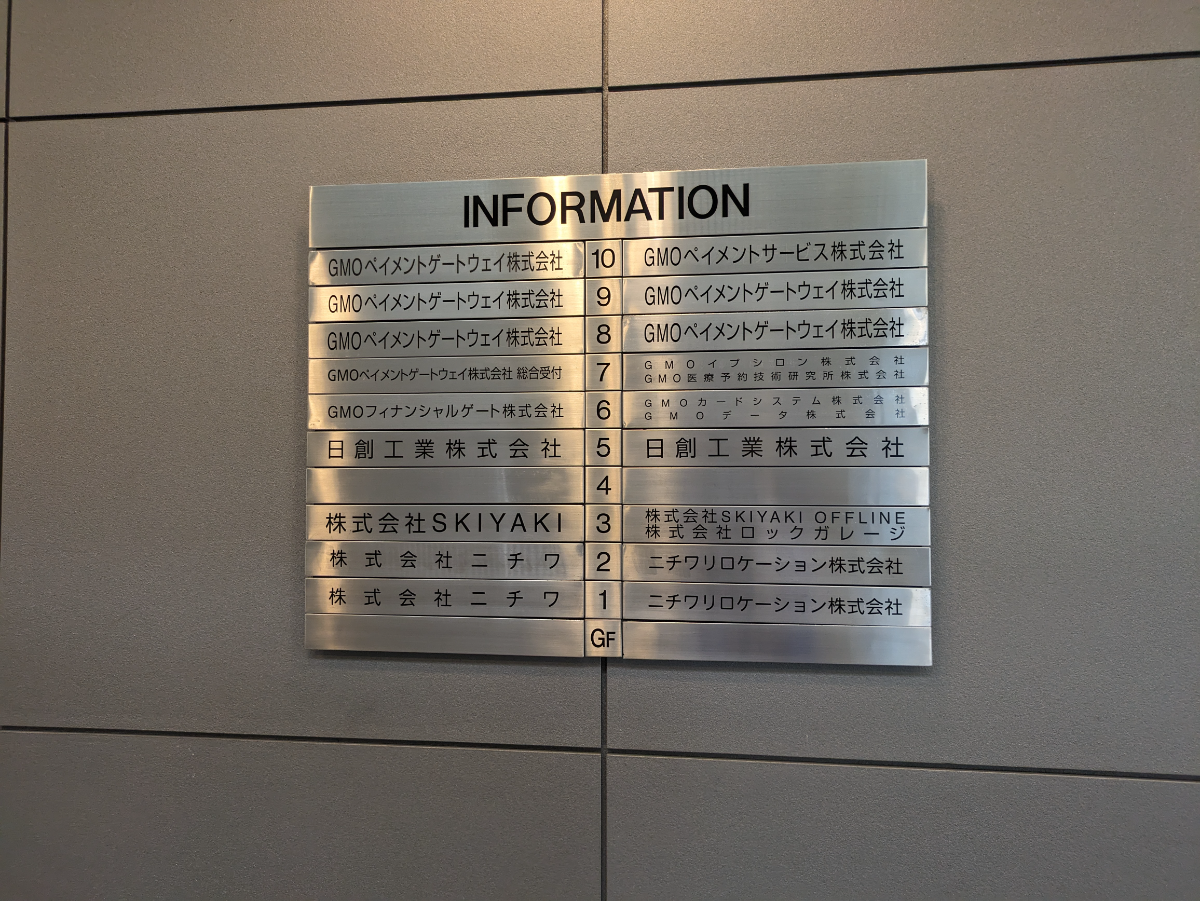 INFORMATION
GMOペイメントゲートウェイ株式会社 10 GMOペイメントサービス株式会社
GMOペイメントゲートウェイ株式会社 9 GMOペイメントゲートウェイ株式会社
GMOペイメントゲートウェイ株式会社 8 GMOペイメントゲートウェイ株式会社
GMOペイメントゲートウェイ株式会社 総合受付 7 GMOイプシロン株式会社
GMO医療予約技術研究所株式会社
GMOフィナンシャルゲート株式会社 6 GMOカードシステム株式会社
GMOデータ株式会社
日創工業株式会社 5 日創工業株式会社
4
株式会社SKIYAKI 3 株式会社SKIYAKI OFFLINE
株式会社ロックガレージ
株式会社ニチワ 2 ニチワリロケーション株式会社
株式会社ニチワ 1 ニチワリロケーション株式会社
GF